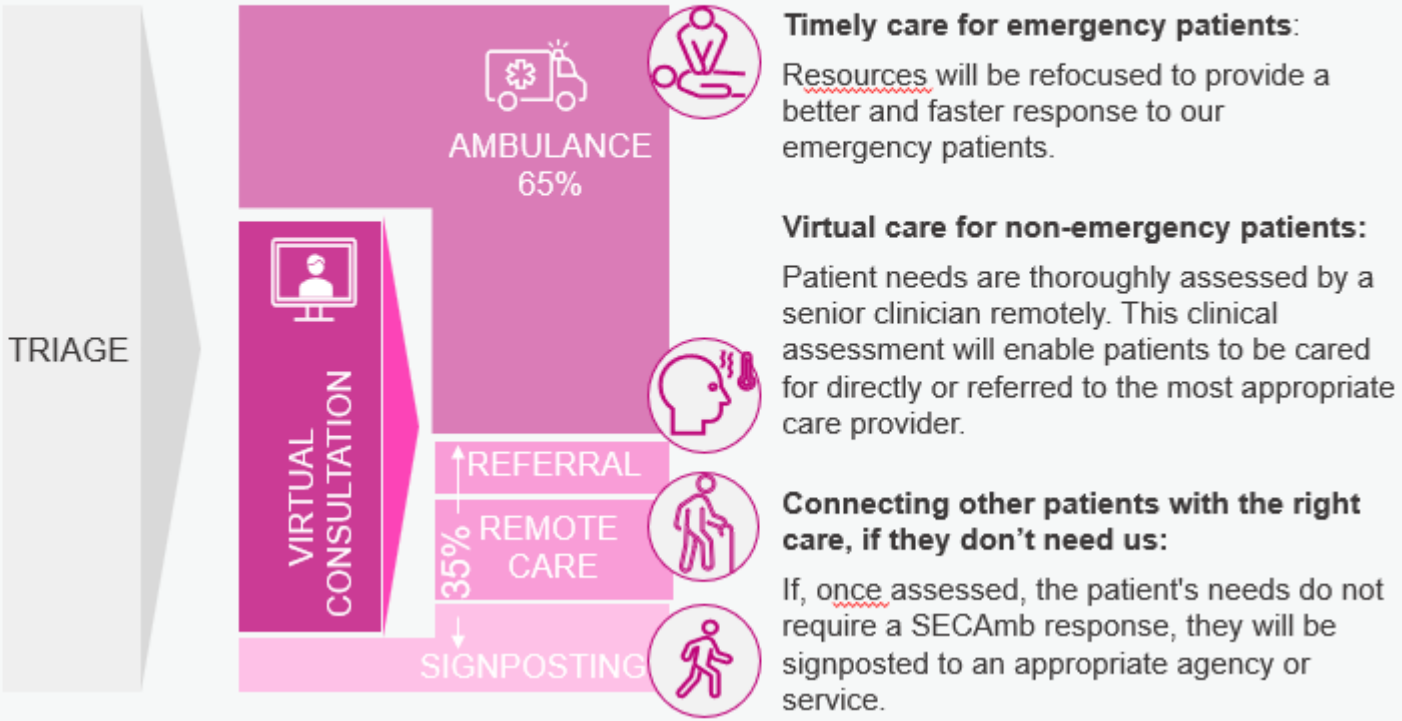 TRIAGE
AMBULANCE
65%
VIRTUAL
CONSULTATION
35%
REFERRAL
REMOTE
CARE
SIGNPOSTING
Timely care for emergency patients:
Resources will be refocused to provide a
better and faster response to our
emergency patients.
Virtual care for non-emergency patients:
Patient needs are thoroughly assessed by a
senior clinician remotely. This clinical
assessment will enable patients to be cared
for directly or referred to the most appropriate
care provider.
Connecting other patients with the right
care, if they don’t need us:
If, once assessed, the patient's needs do not
require a SECAmb response, they will be
signposted to an appropriate agency or
service.